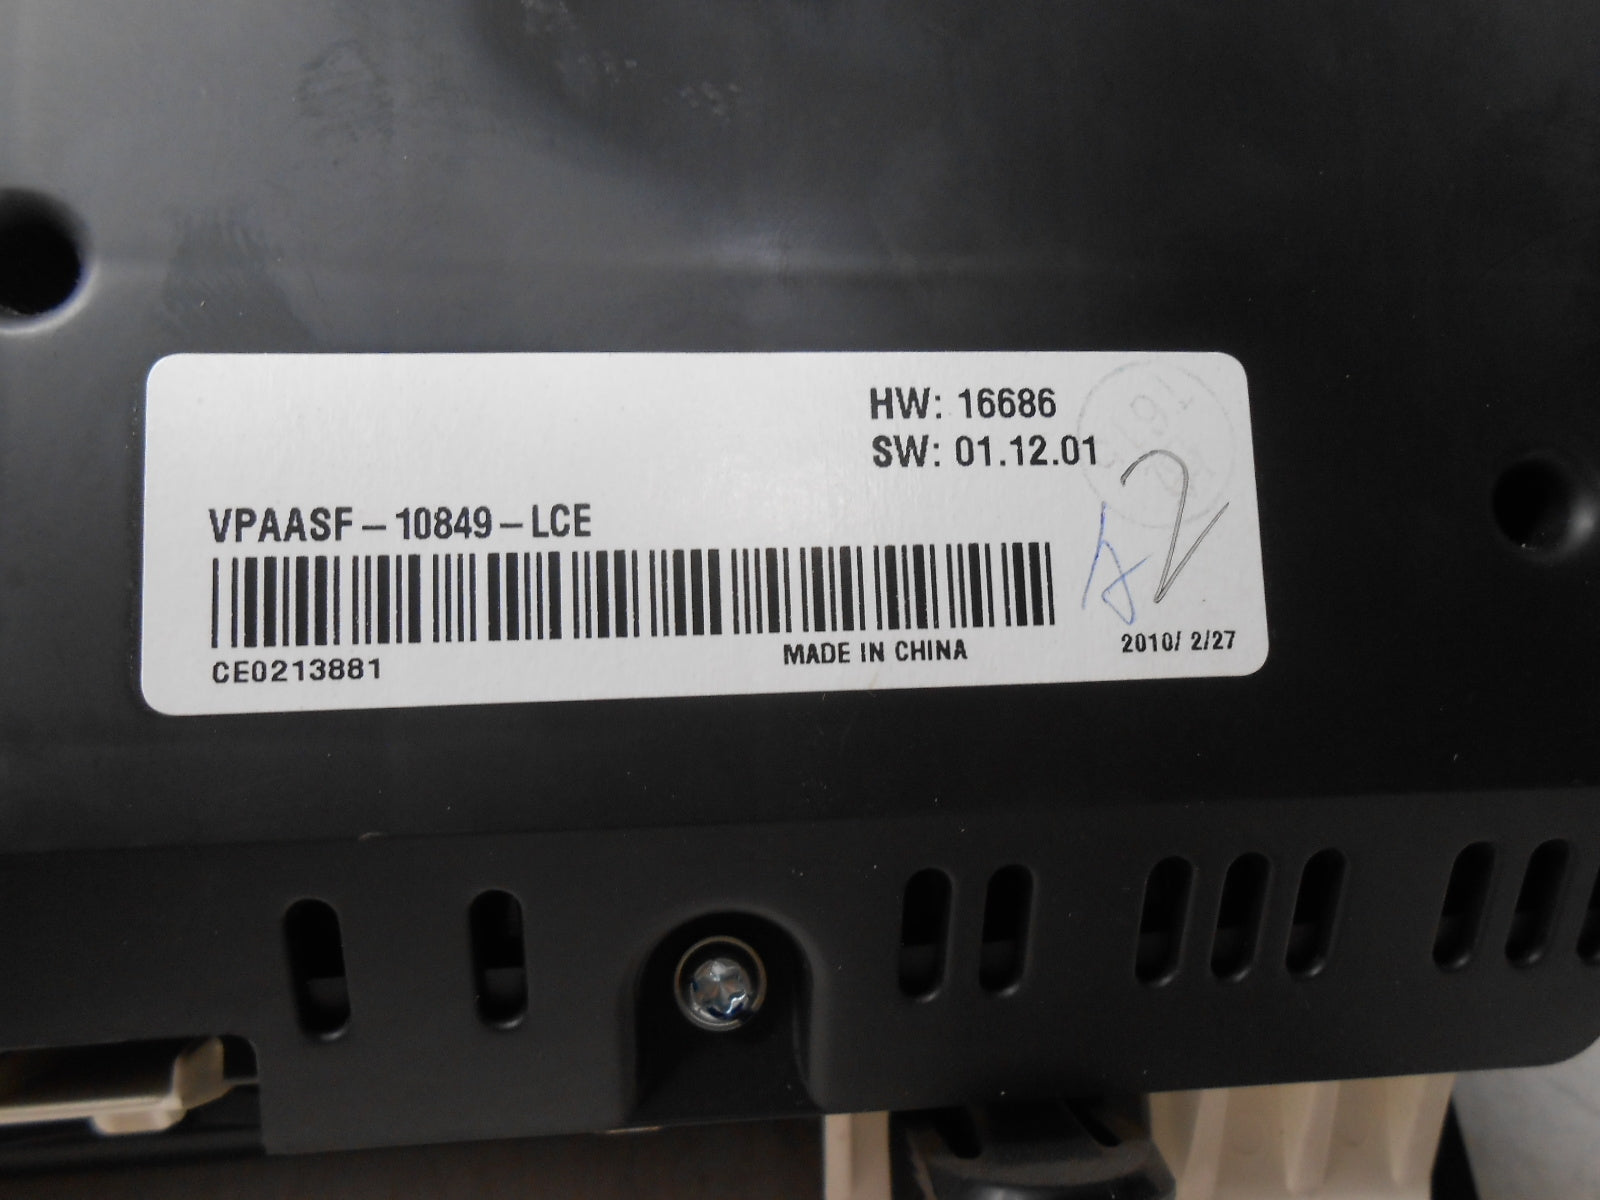 HW: 16686
SW: 01.12.01
VPAASF-10849-LCE
CE0213881
MADE IN CHINA
2010/ 2/27